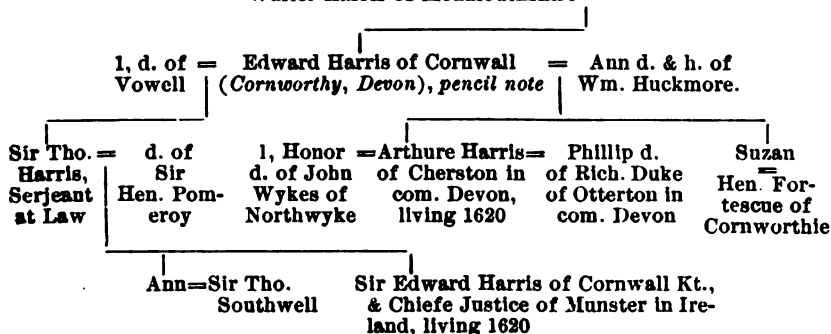 1, d. of = Edward Harris of Cornwall = Ann d. & h. of
Vowell (Cornworthy, Devon), pencil note Wm. Huckmore.
Sir Tho. = d. of 1, Honor =Arthure Harris= Phillip d. Suzan
Harris, Sir d. of John of Cherston in of Rich. Duke =
Serjeant Hen. Pom- Wykes of com. Devon, of Otterton in Hen. For-
at Law eroy Northwyke living 1620 com. Devon tescue of
Cornworthie
Ann=Sir Tho. Sir Edward Harris of Cornwall Kt.,
Southwell & Chiefe Justice of Munster in Ire-
land, living 1620